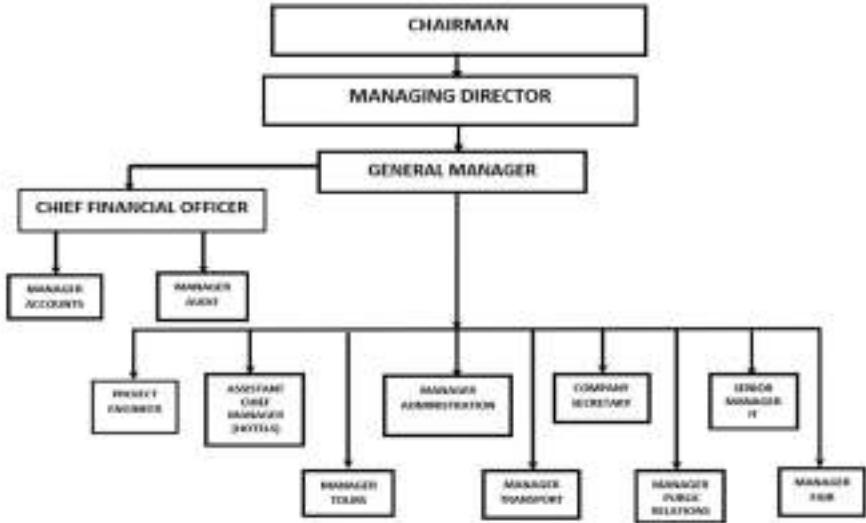 CHAIRMAN
MANAGING DIRECTOR
GENERAL MANAGER
CHIEF FINANCIAL OFFICER
MANAGER
ACCOUNTS
MANAGER
AUDIT
PROJECT
ENGINEER
ASSISTANT
CHIEF
MANAGER
(HOTELS)
MANAGER
ADMINISTRATION
COMPANY
SECRETARY
SENIOR
MANAGER
IT
MANAGER
TOURS
MANAGER
TRANSPORT
MANAGER
PUBLIC
RELATIONS
MANAGER
FAIR